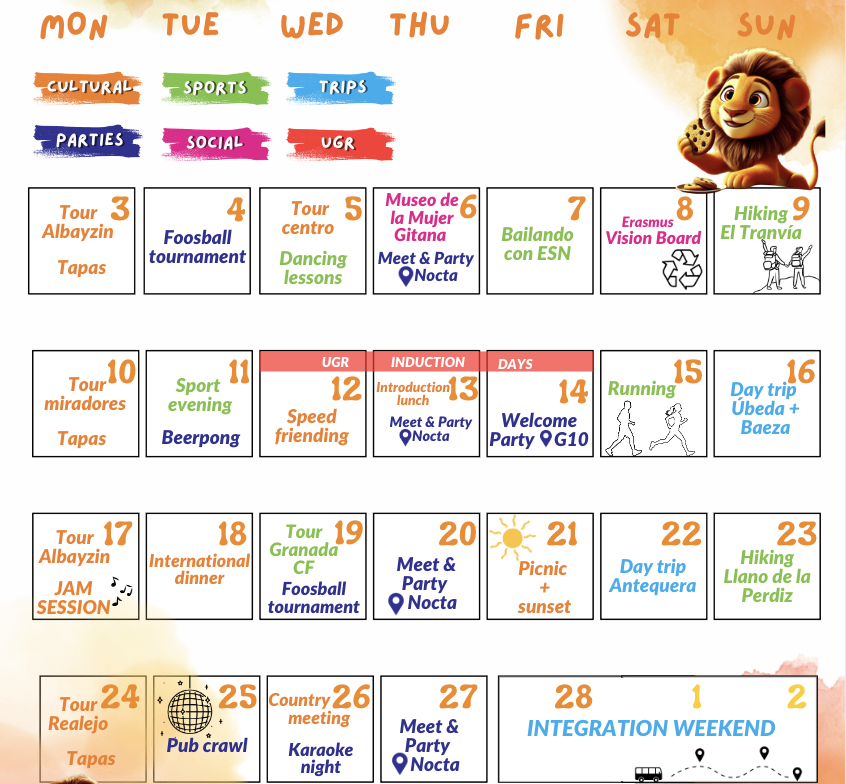 MON TUE WED THU FRI SAT SUN
CULTURAL SPORTS TRIPS
PARTIES SOCIAL UGR
3
Tour
Albayzin
Tapas
4
Foosball
tournament
5
Tour
centro
Dancing
lessons
6
Museo de
la Mujer
Gitana
Meet & Party
Nocta
7
Bailando
con ESN
8
Erasmus
Vision Board
9
Hiking
El Tranvía
UGR INDUCTION DAYS
10
Tour
miradores
Tapas
11
Sport
evening
Beerpong
12
Speed
friending
13
Introduction
lunch
Meet & Party
Nocta
14
Welcome
Party G10
15
Running
16
Day trip
Úbeda +
Baeza
17
Tour
Albayzin
JAM
SESSION
18
International
dinner
19
Tour
Granada
CF
Foosball
tournament
20
Meet &
Party
Nocta
21
Picnic
+
sunset
22
Day trip
Antequera
23
Hiking
Llano de la
Perdiz
24
Tour
Realejo
Tapas
25
Pub crawl
26
Country
meeting
Karaoke
night
27
Meet &
Party
Nocta
28 1 2
INTEGRATION WEEKEND